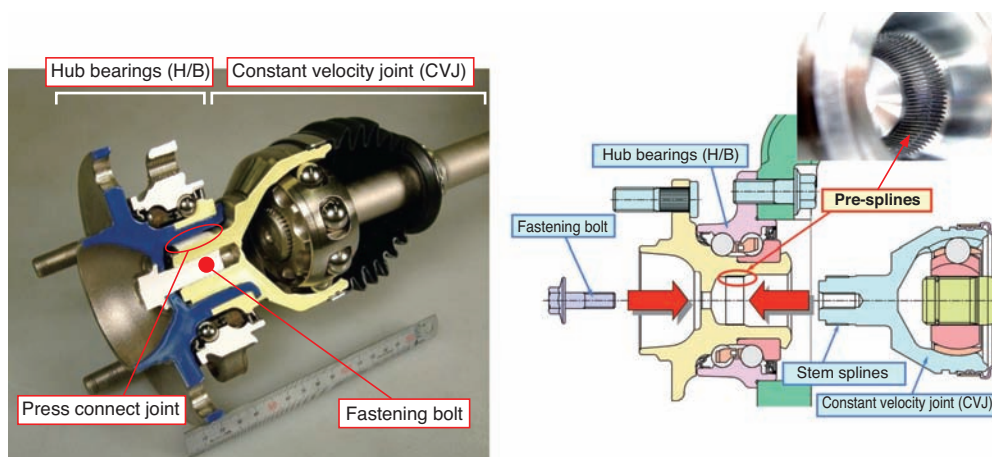 Hub bearings (H/B)
Constant velocity joint (CVJ)
Press connect joint
Fastening bolt
Hub bearings (H/B)
Pre-splines
Fastening bolt
Stem splines
Constant velocity joint (CVJ)